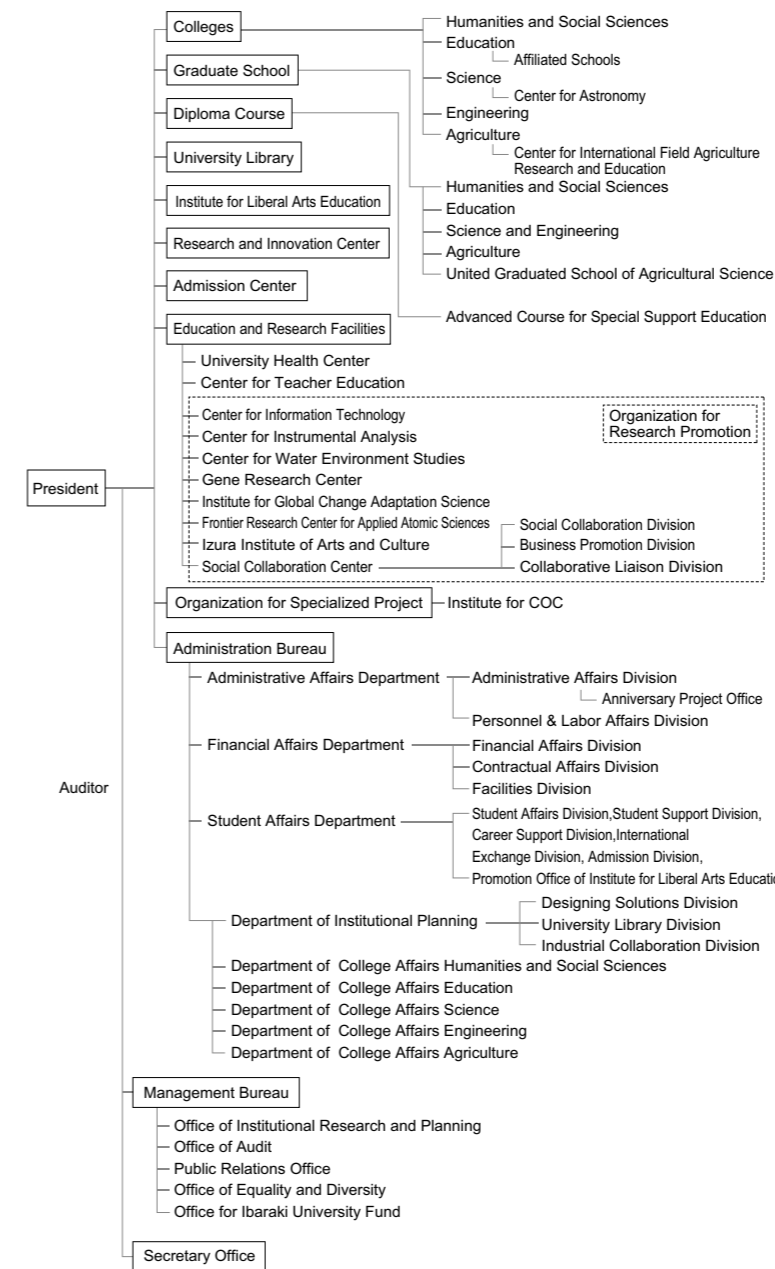 Colleges
Humanities and Social Sciences
Education
Affiliated Schools
Science
Center for Astronomy
Engineering
Agriculture
Center for International Field Agriculture
Research and Education
Graduate School
Humanities and Social Sciences
Education
Science and Engineering
Agriculture
United Graduated School of Agricultural Science
Diploma Course
Advanced Course for Special Support Education
University Library
Institute for Liberal Arts Education
Research and Innovation Center
Admission Center
Education and Research Facilities
University Health Center
Center for Teacher Education
Organization for
Research Promotion
Center for Information Technology
Center for Instrumental Analysis
Center for Water Environment Studies
Gene Research Center
Institute for Global Change Adaptation Science
Frontier Research Center for Applied Atomic Sciences
Izura Institute of Arts and Culture
Social Collaboration Center
Social Collaboration Division
Business Promotion Division
Collaborative Liaison Division
President
Organization for Specialized Project
Institute for COC
Administration Bureau
Administrative Affairs Department
Administrative Affairs Division
Anniversary Project Office
Personnel & Labor Affairs Division
Financial Affairs Department
Financial Affairs Division
Contractual Affairs Division
Facilities Division
Auditor
Student Affairs Department
Student Affairs Division,Student Support Division,
Career Support Division,International
Exchange Division, Admission Division,
Promotion Office of Institute for Liberal Arts Educatio
Department of Institutional Planning
Designing Solutions Division
University Library Division
Industrial Collaboration Division
Department of College Affairs Humanities and Social Sciences
Department of College Affairs Education
Department of College Affairs Science
Department of College Affairs Engineering
Department of College Affairs Agriculture
Management Bureau
Office of Institutional Research and Planning
Office of Audit
Public Relations Office
Office of Equality and Diversity
Office for Ibaraki University Fund
Secretary Office